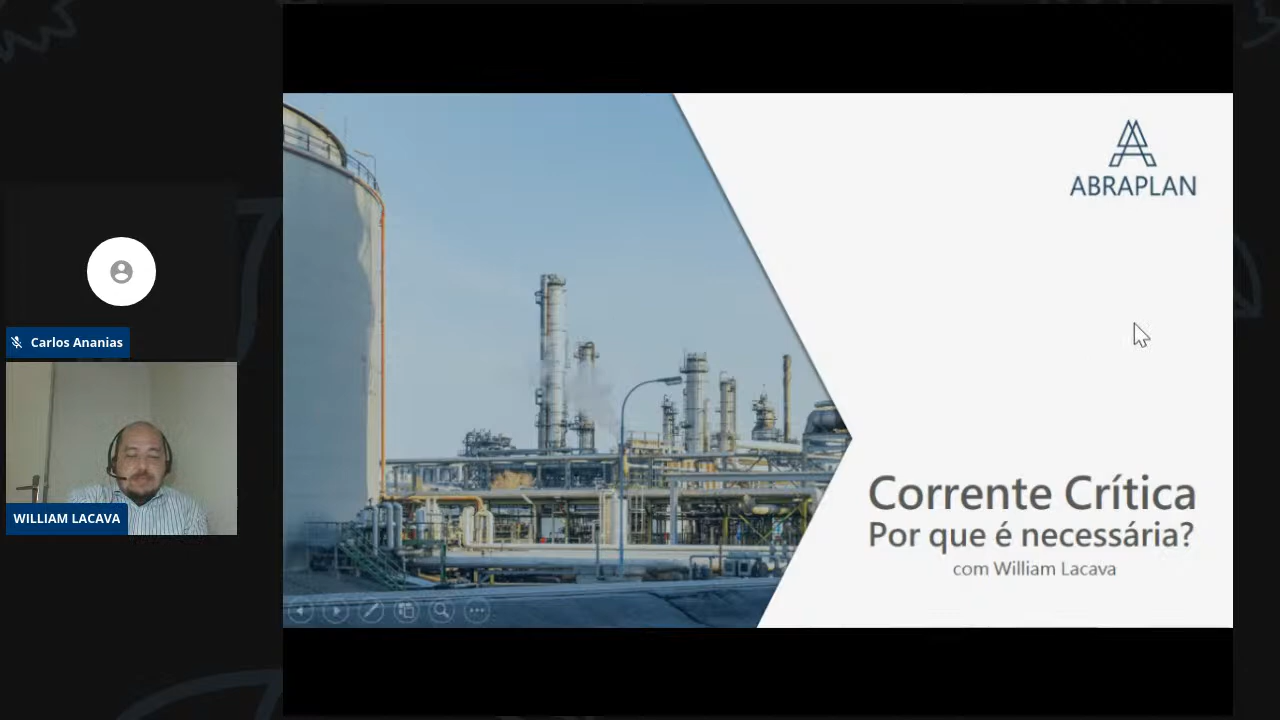 Carlos Ananias
WILLIAM LACAVA
ABRAPLAN
Corrente Crítica
Por que é necessária?
com William Lacava